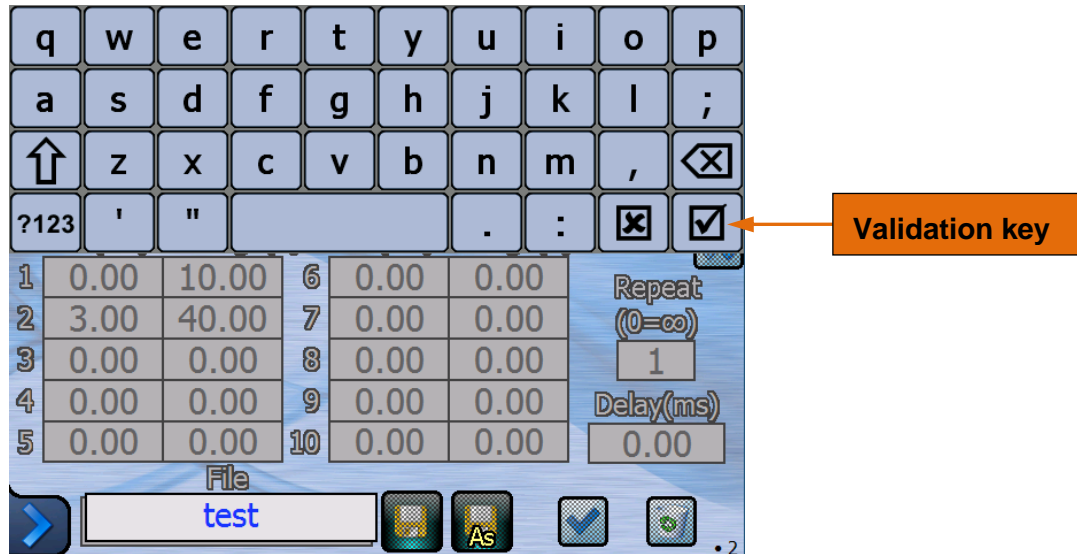 q w e r t y u i o p
a s d f g h j k l ;
z x c v b n m ,
?123 ' " . :
Validation key
1 0.00 10.00 6 0.00 0.00
Repeat
2 3.00 40.00 7 0.00 0.00
(0=∞)
3 0.00 0.00 8 0.00 0.00
1
4 0.00 0.00 9 0.00 0.00
Delay(ms)
5 0.00 0.00 10 0.00 0.00
0.00
File
test
As
• 2